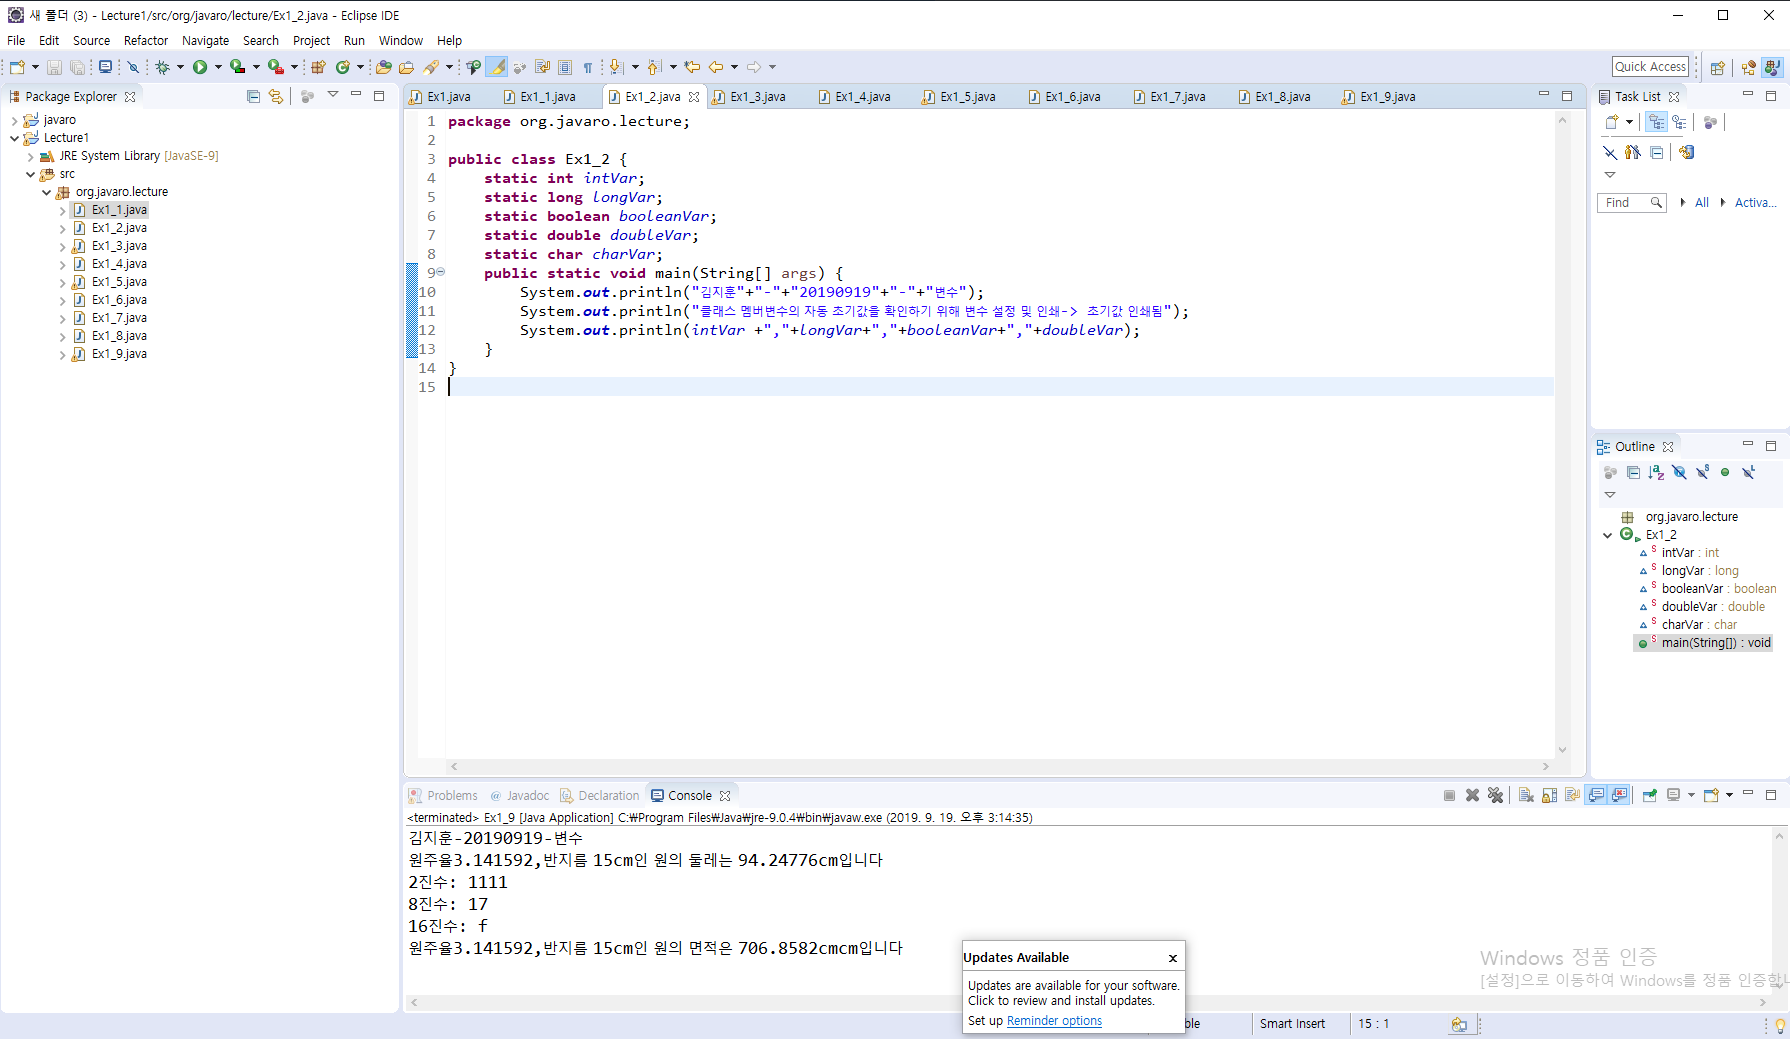 새 폴더 (3) - Lecture1/src/org/javaro/lecture/Ex1_2.java - Eclipse IDE
File Edit Source Refactor Navigate Search Project Run Window Help
Quick Access
Package Explorer
javaro
Lecture1
JRE System Library [JavaSE-9]
src
org.javaro.lecture
Ex1_1.java
Ex1_2.java
Ex1_3.java
Ex1_4.java
Ex1_5.java
Ex1_6.java
Ex1_7.java
Ex1_8.java
Ex1_9.java
Ex1.java Ex1_1.java Ex1_2.java Ex1_3.java Ex1_4.java Ex1_5.java Ex1_6.java Ex1_7.java Ex1_8.java Ex1_9.java
1 package org.javaro.lecture;
2
3 public class Ex1_2 {
4 static int intVar;
5 static long longVar;
6 static boolean booleanVar;
7 static double doubleVar;
8 static char charVar;
9 public static void main(String[] args) {
10 System.out.println("김지훈"+"-"+"20190919"+"-"+"변수");
11 System.out.println("클래스 멤버변수의 자동 초기값을 확인하기 위해 변수 설정 및 인쇄-> 초기값 인쇄됨");
12 System.out.println(intVar +","+longVar+","+booleanVar+","+doubleVar);
13 }
14 }
15
Task List
Find All Activa...
Outline
org.javaro.lecture
Ex1_2
intVar : int
longVar : long
booleanVar : boolean
doubleVar : double
charVar : char
main(String[]) : void
Problems @ Javadoc Declaration Console
<terminated> Ex1_9 [Java Application] C:₩Program Files₩Java₩jre-9.0.4₩bin₩javaw.exe (2019. 9. 19. 오후 3:14:35)
김지훈-20190919-변수
원주율3.141592,반지름 15cm인 원의 둘레는 94.24776cm입니다
2진수: 1111
8진수: 17
16진수: f
원주율3.141592,반지름 15cm인 원의 면적은 706.8582cmcm입니다
Updates Available
Updates are available for your software.
Click to review and install updates.
Set up Reminder options
Windows 정품 인증
[설정]으로 이동하여 Windows를 정품 인증합니
Smart Insert 15 : 1